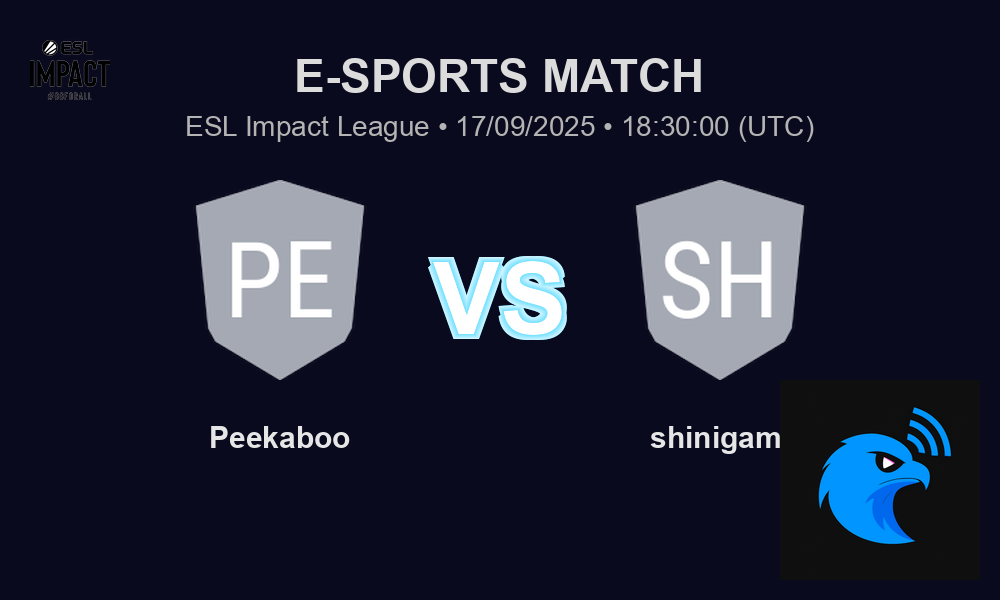 ESL
IMPACT
#GGFORALL
E-SPORTS MATCH
ESL Impact League • 17/09/2025 • 18:30:00 (UTC)
PE
VS
SH
Peekaboo
shinigam